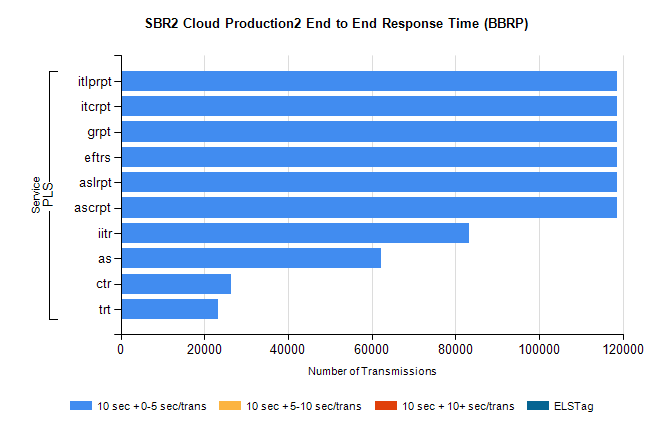 SBR2 Cloud Production2 End to End Response Time (BBRP)
Service
PLS
itlprpt
itcrpt
grpt
eftrs
aslrpt
ascrpt
iitr
as
ctr
trt
0 20000 40000 60000 80000 100000 120000
Number of Transmissions
10 sec +0-5 sec/trans 10 sec +5-10 sec/trans 10 sec + 10+ sec/trans ELSTag